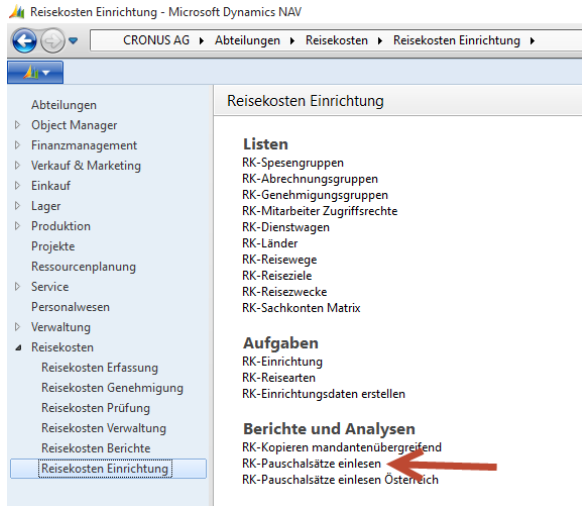 Reisekosten Einrichtung - Microsoft Dynamics NAV
CRONUS AG ▸ Abteilungen ▸ Reisekosten ▸ Reisekosten Einrichtung ▸
Abteilungen
Object Manager
Finanzmanagement
Verkauf & Marketing
Einkauf
Lager
Produktion
Projekte
Ressourcenplanung
Service
Personalwesen
Verwaltung
Reisekosten
Reisekosten Erfassung
Reisekosten Genehmigung
Reisekosten Prüfung
Reisekosten Verwaltung
Reisekosten Berichte
Reisekosten Einrichtung
Reisekosten Einrichtung
Listen
RK-Spesengruppen
RK-Abrechnungsgruppen
RK-Genehmigungsgruppen
RK-Mitarbeiter Zugriffsrechte
RK-Dienstwagen
RK-Länder
RK-Reisewege
RK-Reiseziele
RK-Reisezwecke
RK-Sachkonten Matrix
Aufgaben
RK-Einrichtung
RK-Reisearten
RK-Einrichtungsdaten erstellen
Berichte und Analysen
RK-Kopieren mandantenübergreifend
RK-Pauschalsätze einlesen
RK-Pauschalsätze einlesen Österreich